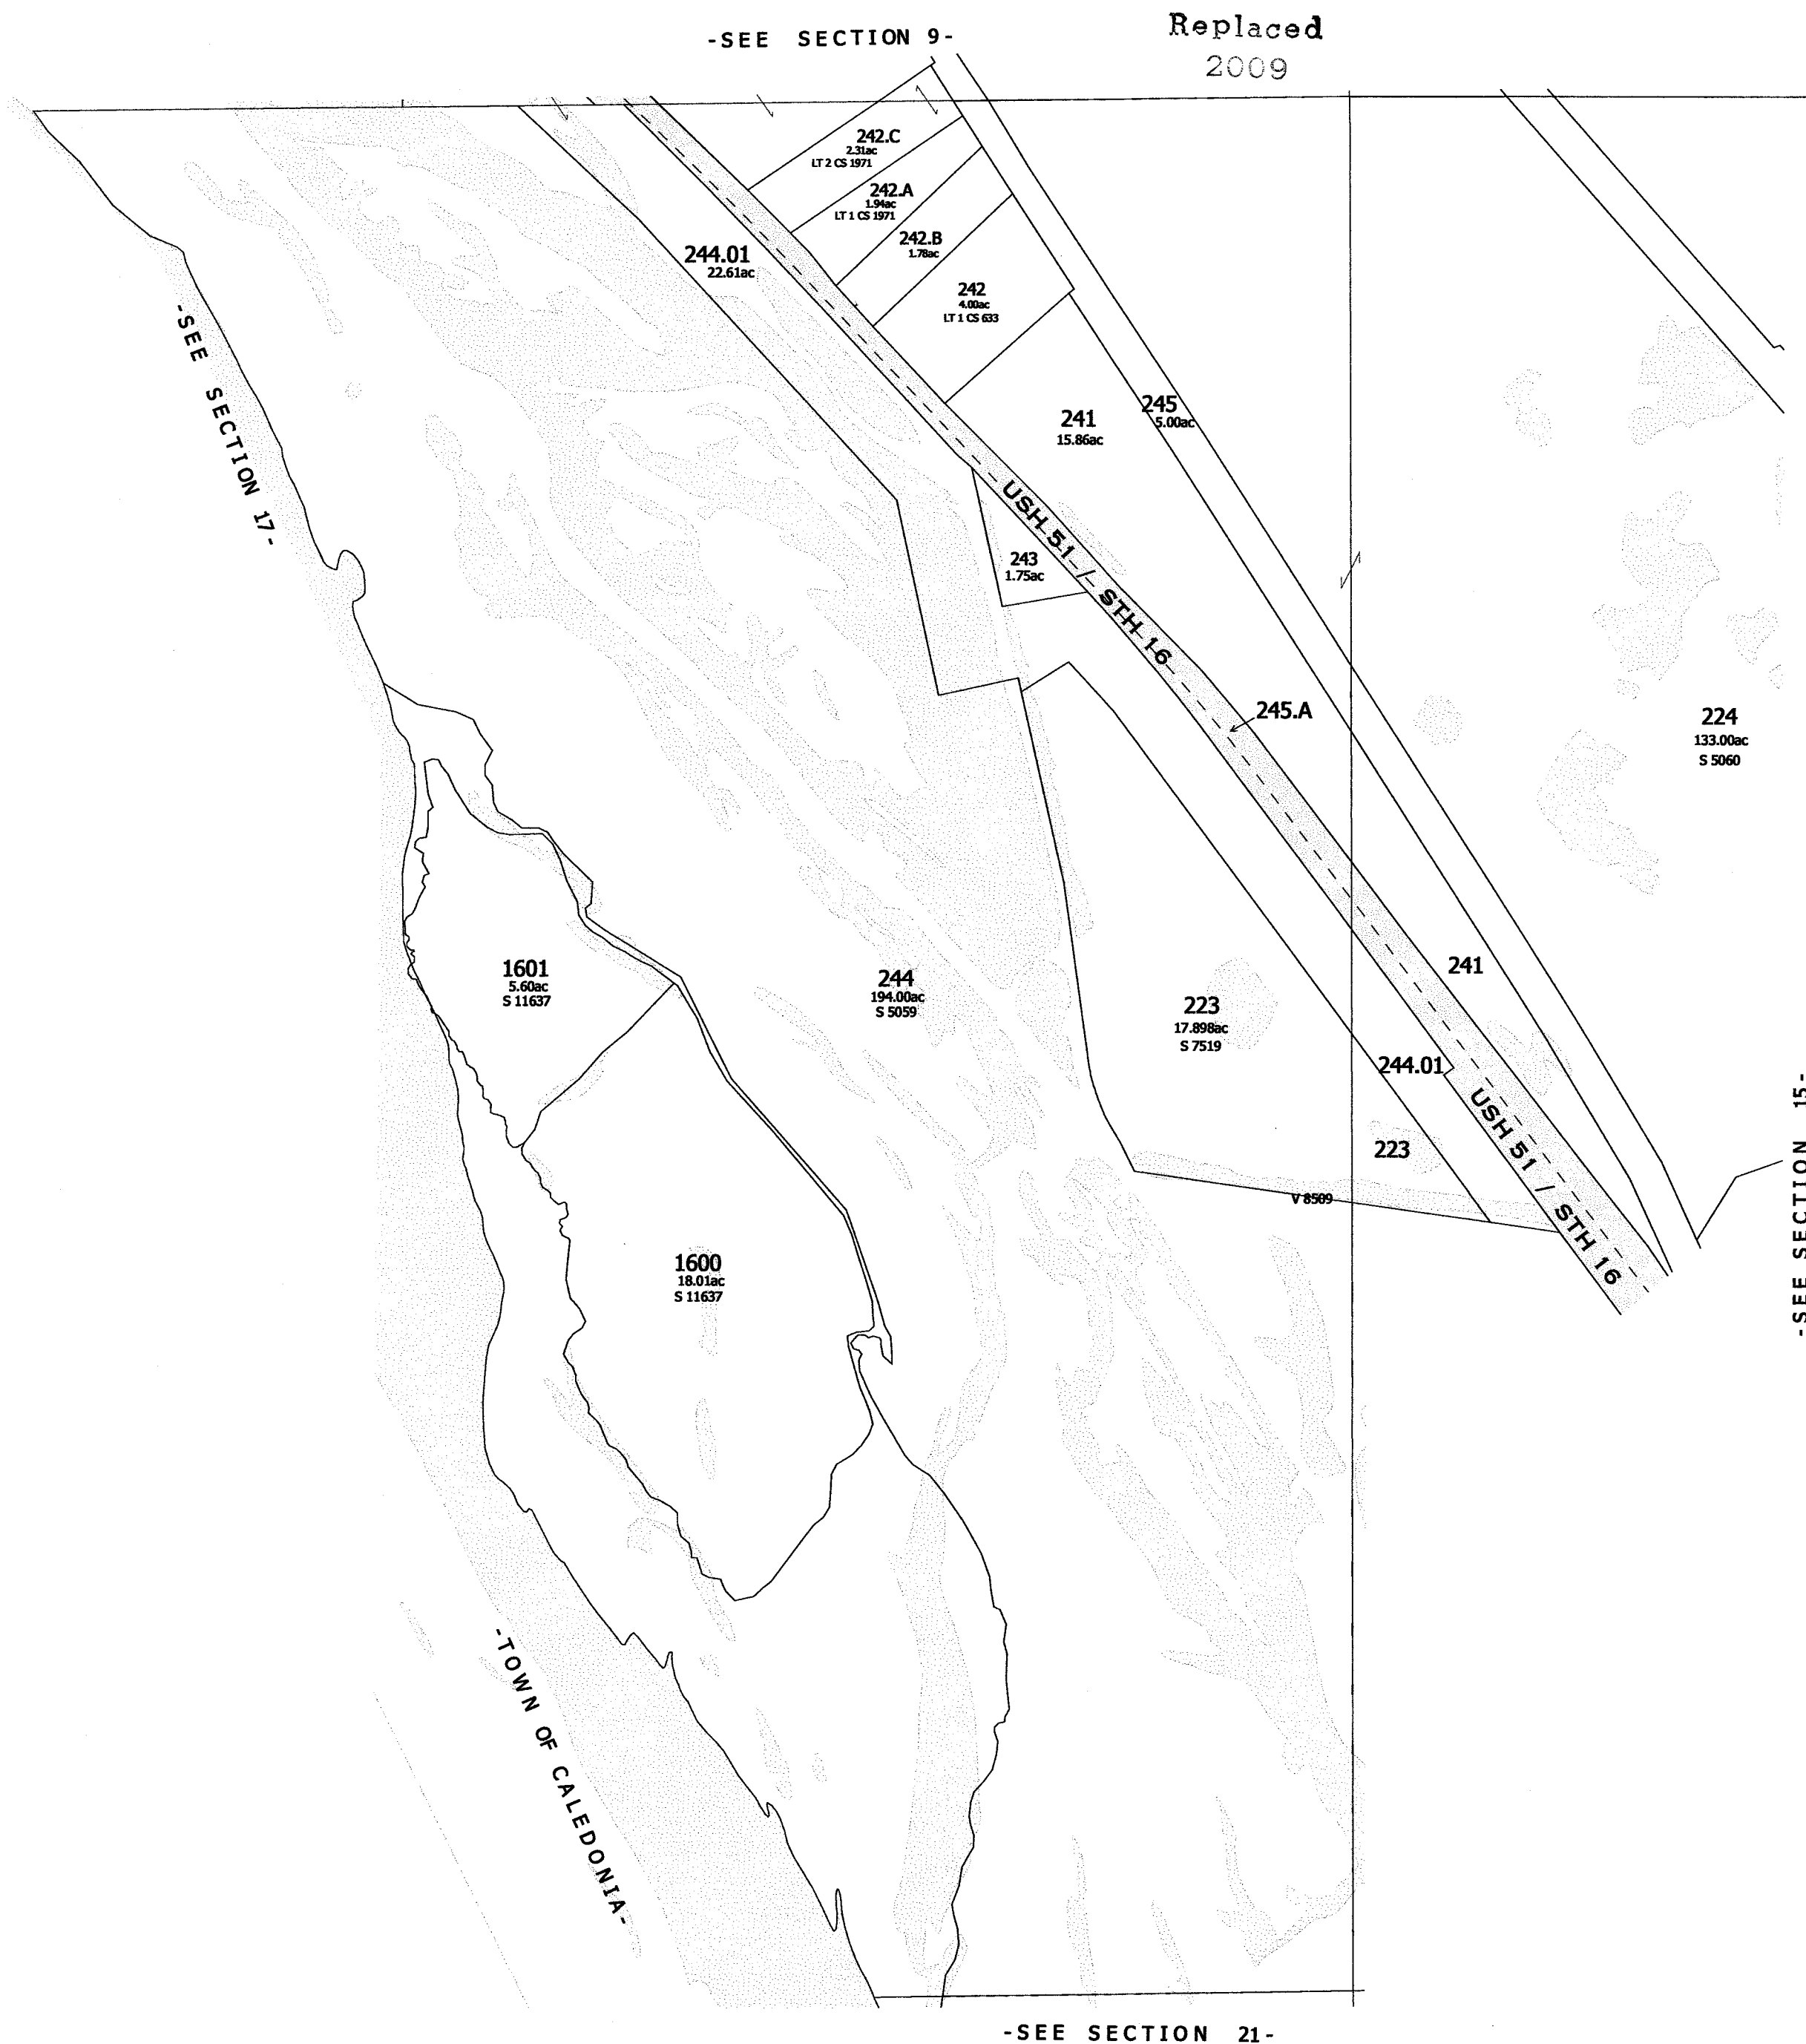 -SEE SECTION 9-
Replaced
2009
242.C
2.31ac
LT 2 CS 1971
242.A
1.94ac
LT 1 CS 1971
242.B
1.78ac
244.01
22.61ac
242
4.00ac
LT 1 CS 633
-SEE SECTION 17-
245
5.00ac
241
15.86ac
USH 51 / STH 16
243
1.75ac
245.A
224
133.00ac
S 5060
1601
5.60ac
S 11637
244
194.00ac
S 5059
241
223
17.898ac
S 7519
244.01
USH 51 / STH 16
223
V 8509
-SEE SECTION 15-
1600
18.01ac
S 11637
-TOWN OF CALEDONIA-
-SEE SECTION 21-